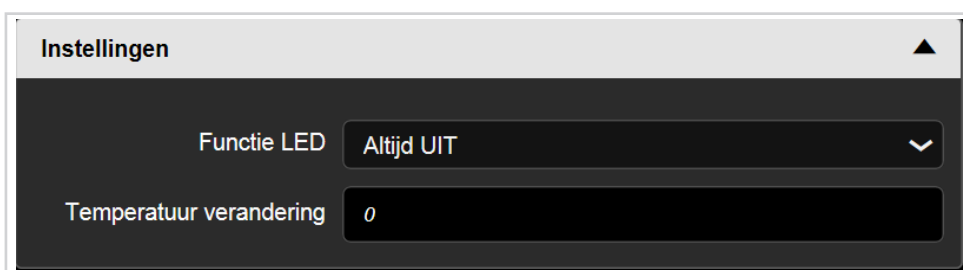 Instellingen
Functie LED Altijd UIT
Temperatuur verandering 0